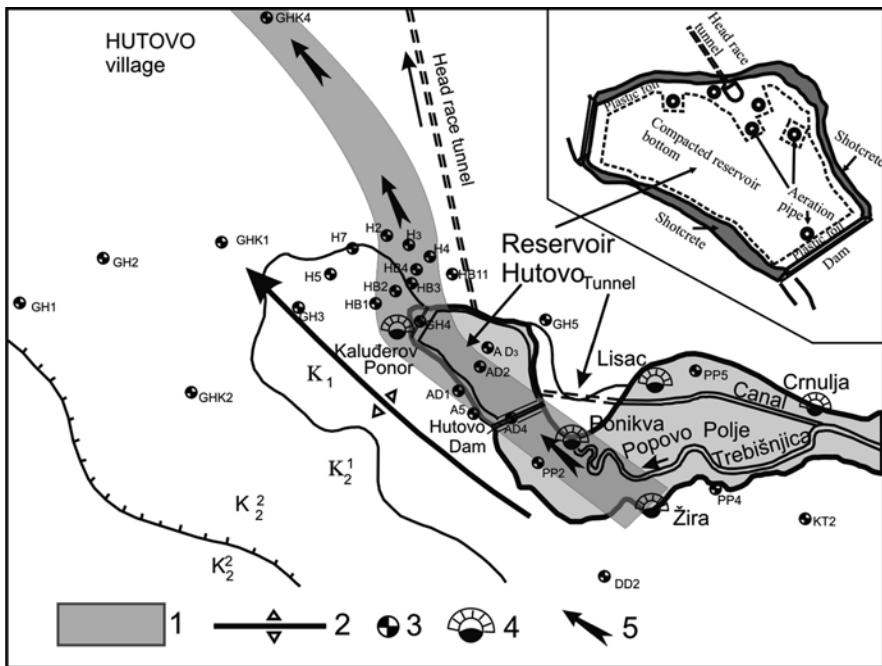 GHK4
HUTOVO
village
Head race tunnel
GHK1
GH2
GH1
GHK2
H7
H2
H3
H4
H5
HB4
HB11
HB2
HB3
HB1
GH3
GH4
Kaluđerov
Ponor
Reservoir
Hutovo
Tunnel
GH5
A D3
AD2
AD1
A5
AD4
Hutovo
Dam
Lisac
PP5
Crnulja
Canal
Ponikva
Popovo
Polje
Trebišnjica
PP2
PP4
Žira
KT2
DD2
K1
K 1 2
K 2 2
K 2 2
Head race
tunnel
Plastic foil
Compacted reservoir
bottom
Shotcrete
Aeration
pipe
Shotcrete
Plastic foil
Dam
1
2
3
4
5